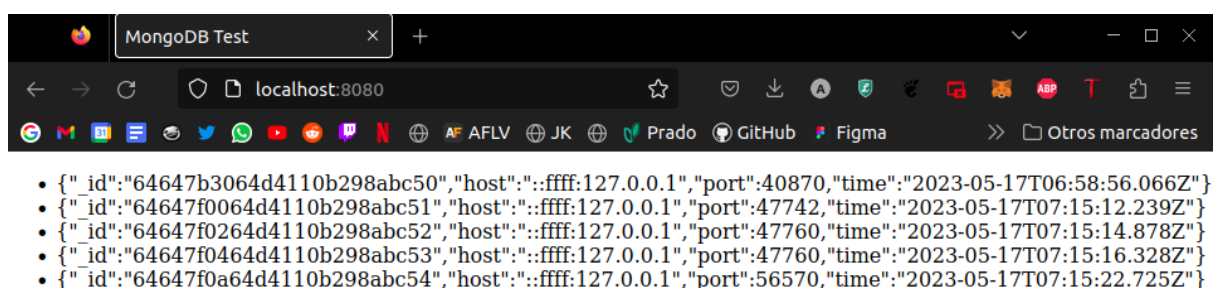 MongoDB Test
localhost:8080
31 AF AFLV JK Prado GitHub Figma Otros marcadores
• {"_id":"64647b3064d4110b298abc50","host":"::ffff:127.0.0.1","port":40870,"time":"2023-05-17T06:58:56.066Z"}
• {"_id":"64647f0064d4110b298abc51","host":"::ffff:127.0.0.1","port":47742,"time":"2023-05-17T07:15:12.239Z"}
• {"_id":"64647f0264d4110b298abc52","host":"::ffff:127.0.0.1","port":47760,"time":"2023-05-17T07:15:14.878Z"}
• {"_id":"64647f0464d4110b298abc53","host":"::ffff:127.0.0.1","port":47760,"time":"2023-05-17T07:15:16.328Z"}
• {"_id":"64647f0a64d4110b298abc54","host":"::ffff:127.0.0.1","port":56570,"time":"2023-05-17T07:15:22.725Z"}